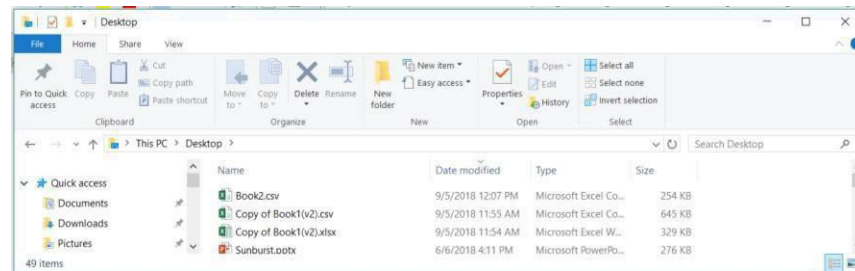 Desktop
File Home Share View
Pin to Quick access
Copy
Paste
Cut
Copy path
Paste shortcut
Clipboard
Move to
Copy to
Delete
Rename
Organize
New folder
New item
Easy access
New
Properties
Open
Edit
History
Open
Select all
Select none
Invert selection
Select
This PC > Desktop >
Search Desktop
Name Date modified Type Size
Quick access
Documents
Downloads
Pictures
Book2.csv 9/5/2018 12:07 PM Microsoft Excel Co... 254 KB
Copy of Book1(v2).csv 9/5/2018 11:55 AM Microsoft Excel Co... 645 KB
Copy of Book1(v2).xlsx 9/5/2018 11:54 AM Microsoft Excel W... 329 KB
Sunburst.pptx 6/6/2018 4:11 PM Microsoft PowerPo... 276 KB
49 items